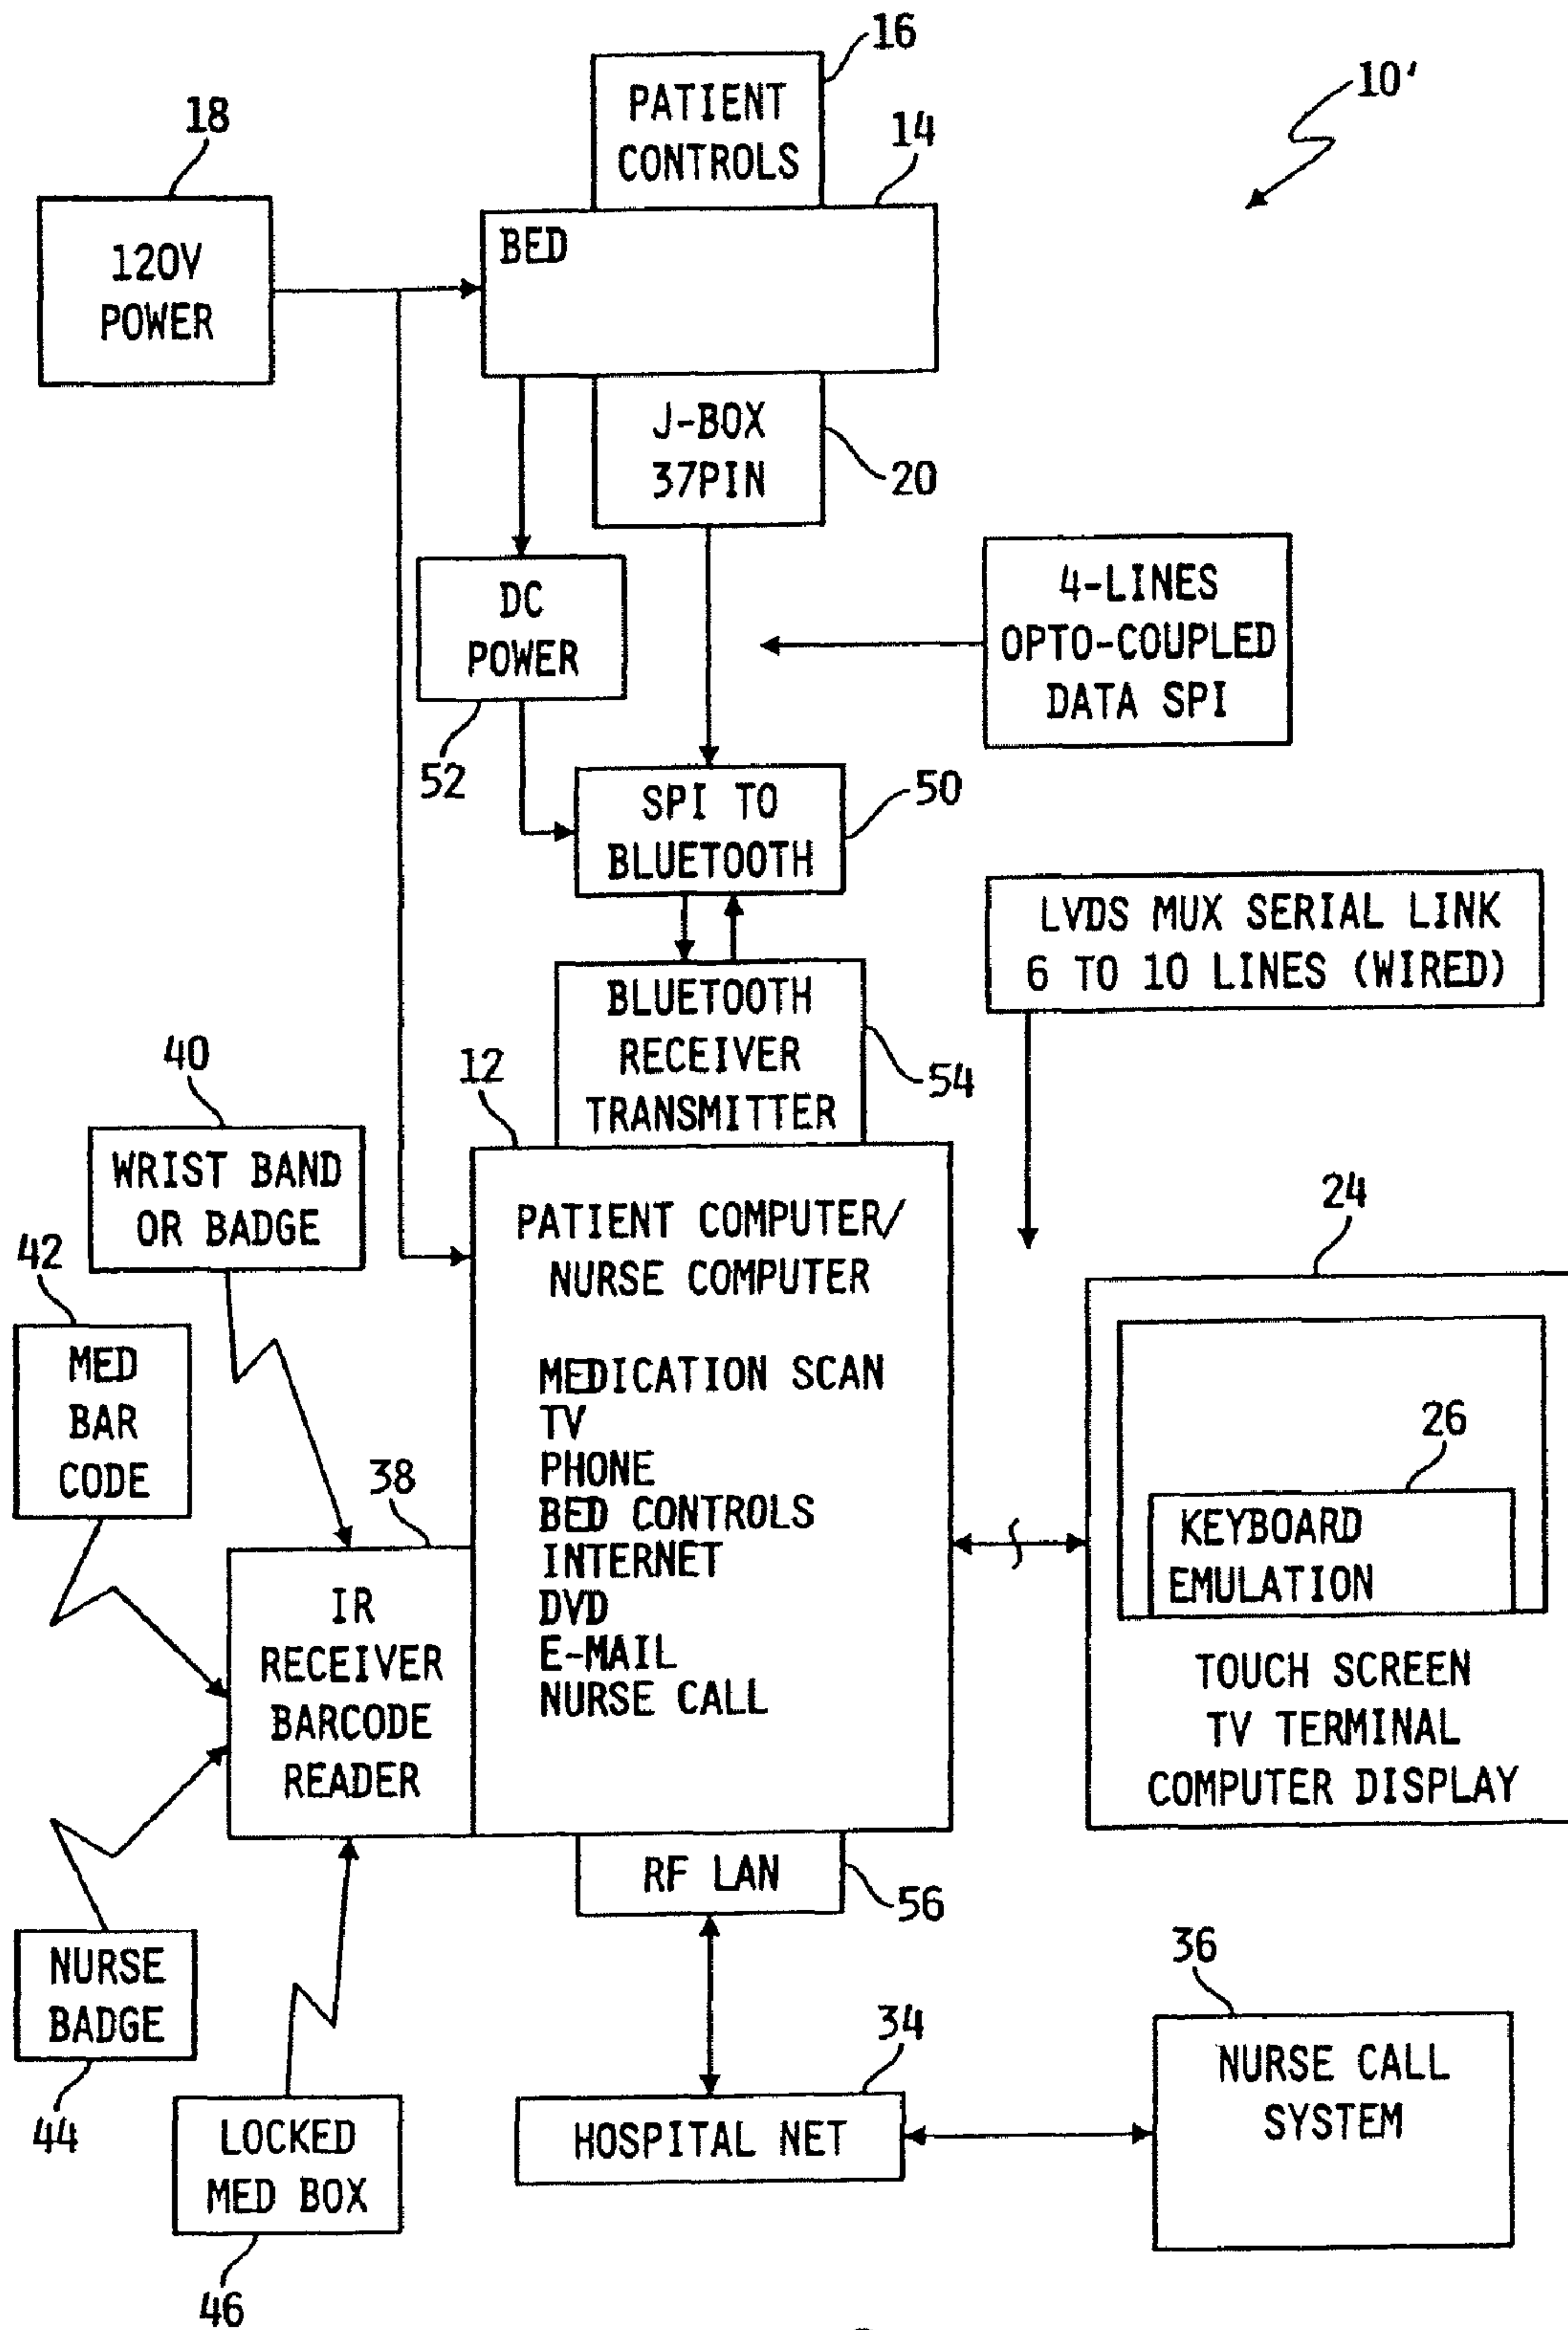 16
PATIENT
CONTROLS
10'
18
14
120V
POWER
BED
J-BOX
37PIN
20
DC
POWER
52
4-LINES
OPTO-COUPLED
DATA SPI
SPI TO
BLUETOOTH
50
LVDS MUX SERIAL LINK
6 TO 10 LINES (WIRED)
BLUETOOTH
RECEIVER
TRANSMITTER
54
12
40
WRIST BAND
OR BADGE
42
MED
BAR
CODE
PATIENT COMPUTER/
NURSE COMPUTER
MEDICATION SCAN
TV
PHONE
BED CONTROLS
INTERNET
DVD
E-MAIL
NURSE CALL
24
26
KEYBOARD
EMULATION
TOUCH SCREEN
TV TERMINAL
COMPUTER DISPLAY
38
IR
RECEIVER
BARCODE
READER
RF LAN
56
NURSE
BADGE
44
LOCKED
MED BOX
46
34
HOSPITAL NET
36
NURSE CALL
SYSTEM